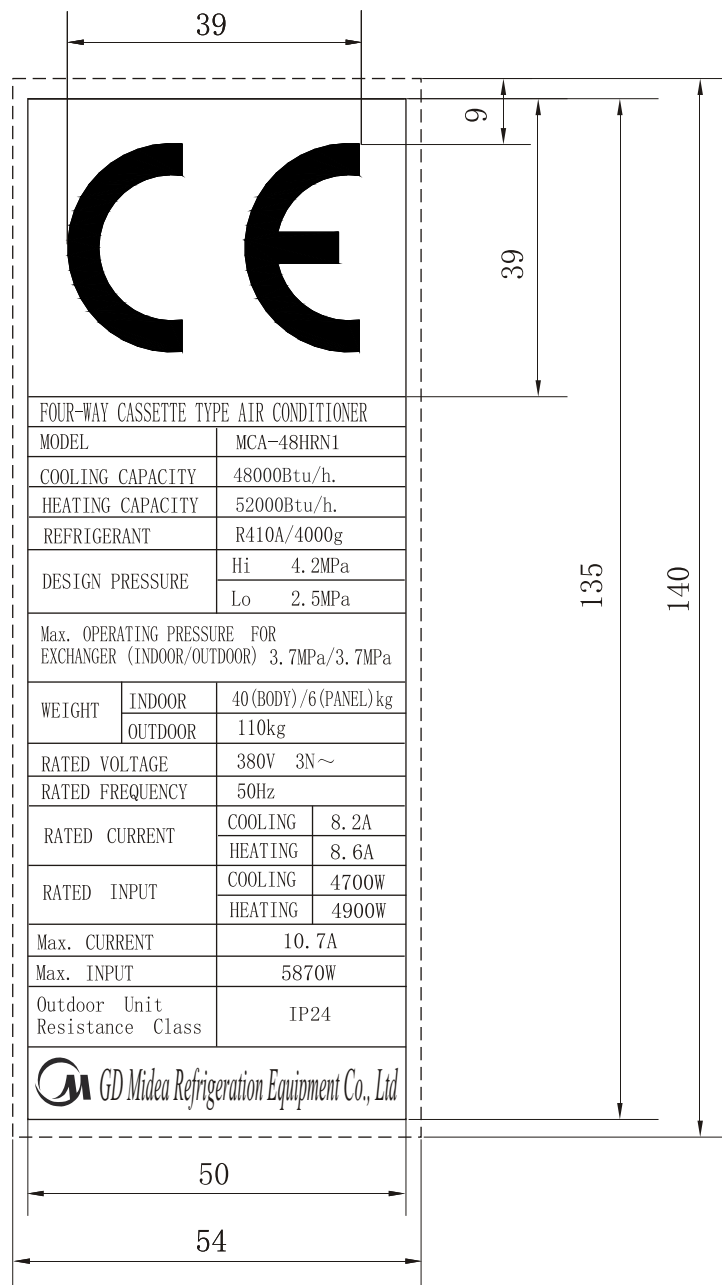 39
9
39
135
140
CE
FOUR-WAY CASSETTE TYPE AIR CONDITIONER
MODEL MCA-48HRN1
COOLING CAPACITY 48000Btu/h.
HEATING CAPACITY 52000Btu/h.
REFRIGERANT R410A/4000g
DESIGN PRESSURE
Hi 4.2MPa
Lo 2.5MPa
Max. OPERATING PRESSURE FOR
EXCHANGER (INDOOR/OUTDOOR) 3.7MPa/3.7MPa
WEIGHT
INDOOR 40(BODY)/6(PANEL)kg
OUTDOOR 110kg
RATED VOLTAGE 380V 3N～
RATED FREQUENCY 50Hz
RATED CURRENT
COOLING 8.2A
HEATING 8.6A
RATED INPUT
COOLING 4700W
HEATING 4900W
Max. CURRENT 10.7A
Max. INPUT 5870W
Outdoor Unit
Resistance Class
IP24
GD Midea Refrigeration Equipment Co., Ltd
50
54